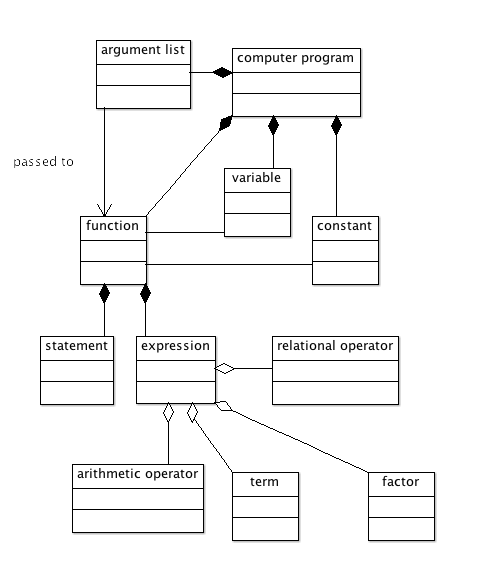 argument list
computer program
passed to
variable
function
constant
statement
expression
relational operator
arithmetic operator
term
factor